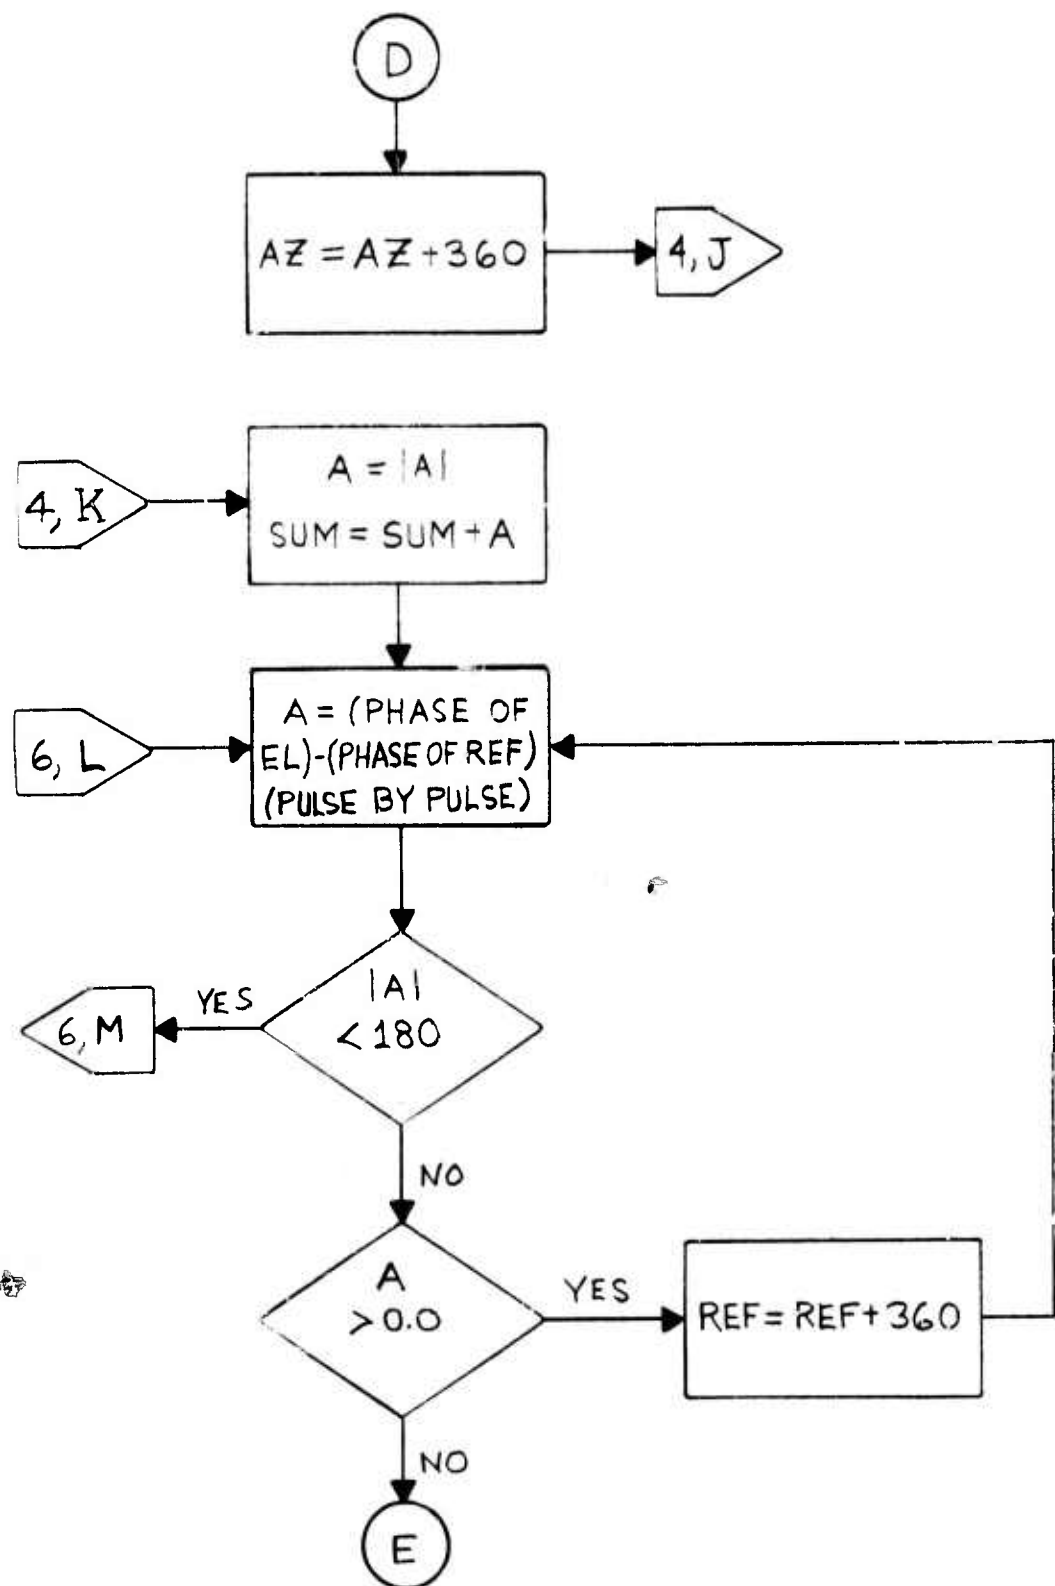 D
AZ = AZ + 360
4, J
A = |A|
4, K
SUM = SUM + A
A = (PHASE OF
EL)-(PHASE OF REF)
(PULSE BY PULSE)
6, L
|A|
< 180
YES
6, M
NO
A
> 0.0
YES
REF = REF + 360
NO
E